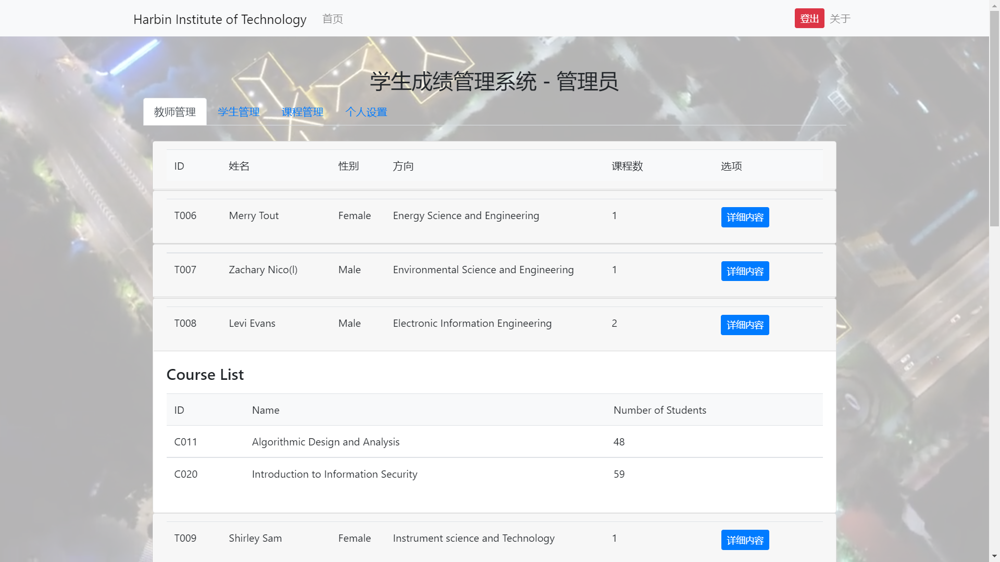 Harbin Institute of Technology 首页 登出 关于
学生成绩管理系统 - 管理员
教师管理 学生管理 课程管理 个人设置
ID 姓名 性别 方向 课程数 选项
T006 Merry Tout Female Energy Science and Engineering 1 详细内容
T007 Zachary Nico(l) Male Environmental Science and Engineering 1 详细内容
T008 Levi Evans Male Electronic Information Engineering 2 详细内容
Course List
ID Name Number of Students
C011 Algorithmic Design and Analysis 48
C020 Introduction to Information Security 59
T009 Shirley Sam Female Instrument science and Technology 1 详细内容